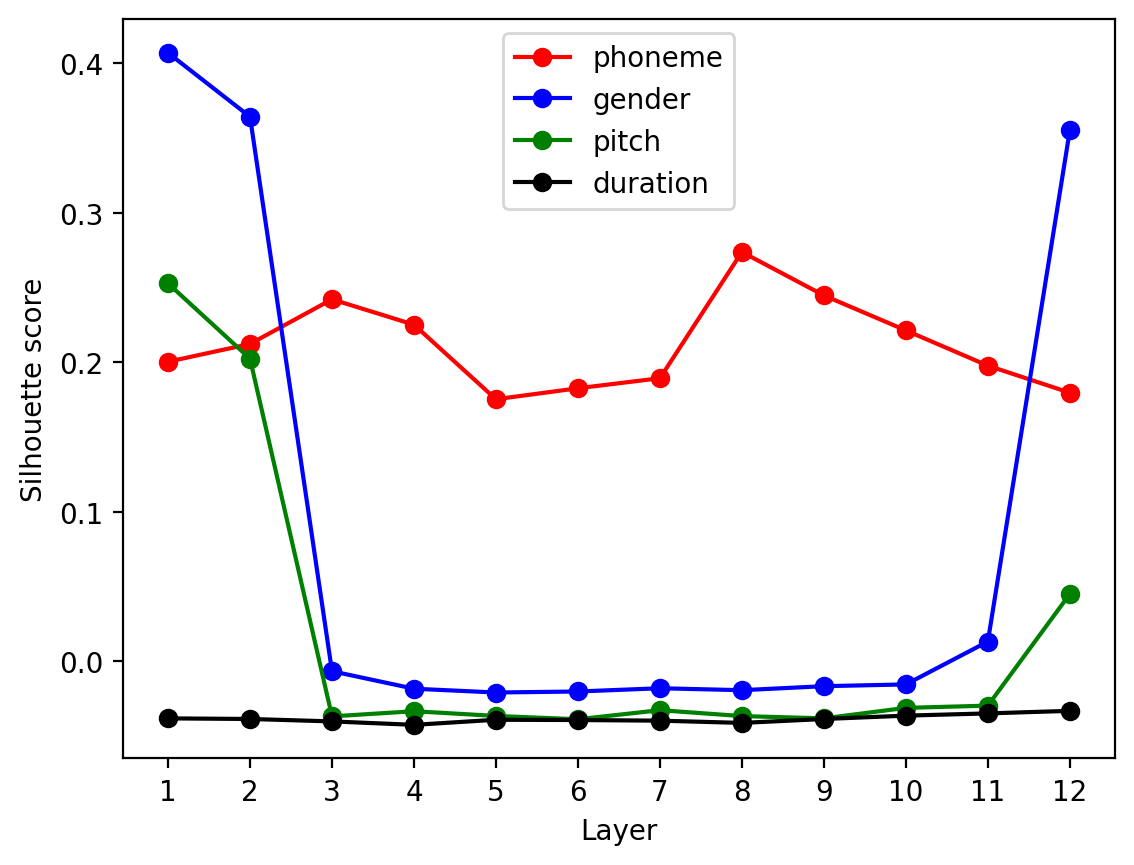 phoneme
gender
pitch
duration
Silhouette score
0.4
0.3
0.2
0.1
0.0
1 2 3 4 5 6 7 8 9 10 11 12
Layer